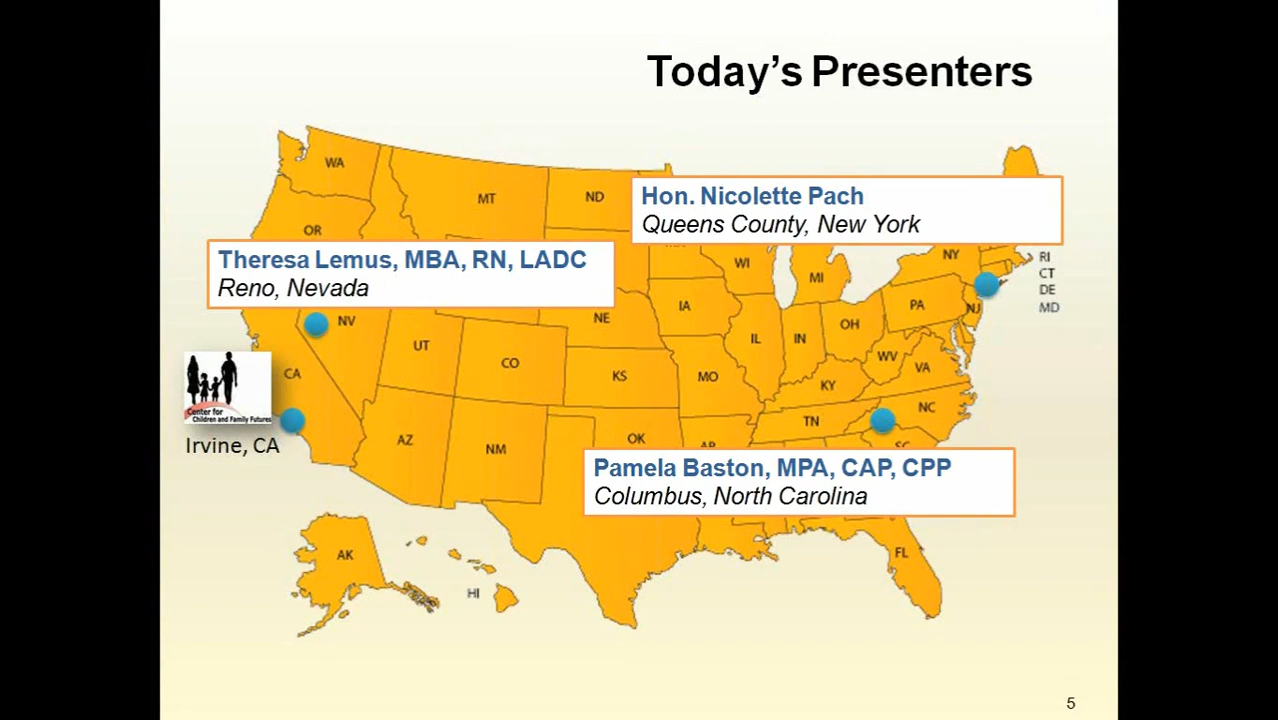 Today's Presenters
WA
MT
ND
OR
Hon. Nicolette Pach
Queens County, New York
Theresa Lemus, MBA, RN, LADC
Reno, Nevada
WI
MI
NY
RI
CT
DE
MD
NV
NE
IA
PA
NJ
UT
CO
IL
IN
OH
WV
VA
CA
KS
MO
KY
Center for
Children and Family Futures
Irvine, CA
AZ
NM
OK
AR
TN
NC
SC
Pamela Baston, MPA, CAP, CPP
Columbus, North Carolina
AK
HI
FL
5